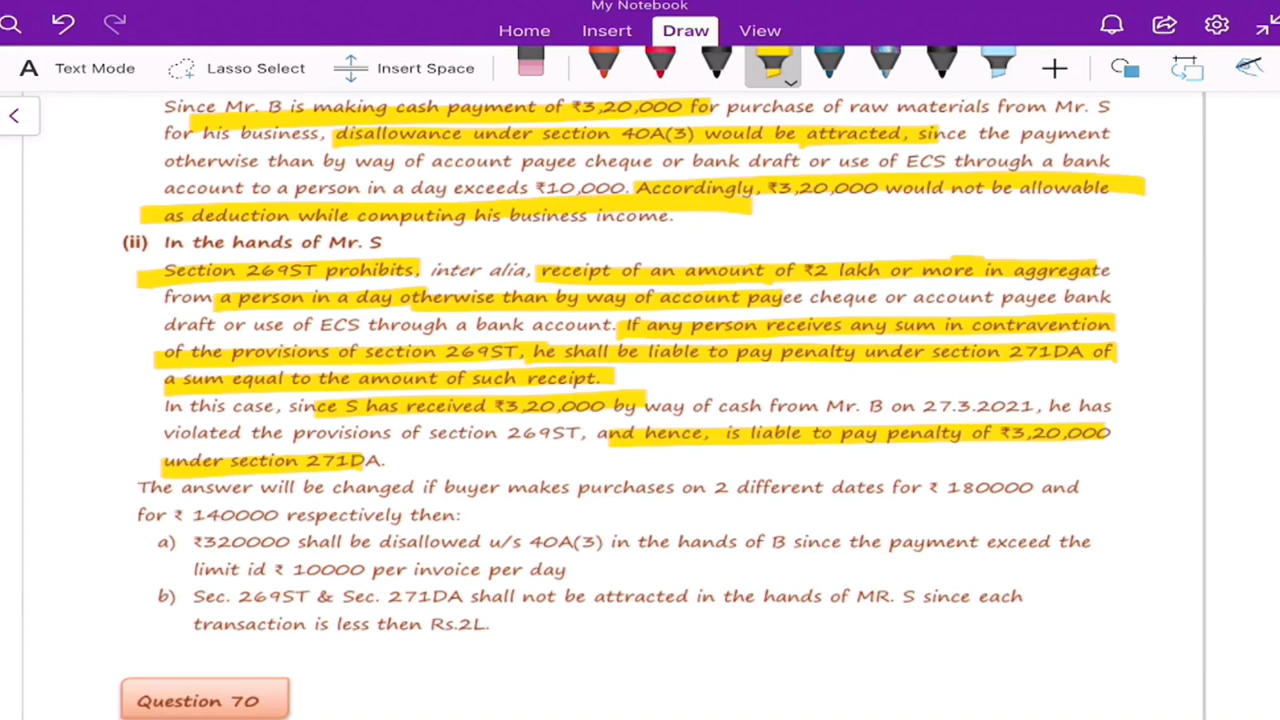 My Notebook
Home Insert Draw View
A Text Mode Lasso Select Insert Space
Since Mr. B is making cash payment of ₹3,20,000 for purchase of raw materials from Mr. S
for his business, disallowance under section 40A(3) would be attracted, since the payment
otherwise than by way of account payee cheque or bank draft or use of ECS through a bank
account to a person in a day exceeds ₹10,000. Accordingly, ₹3,20,000 would not be allowable
as deduction while computing his business income.
(ii) In the hands of Mr. S
Section 269ST prohibits, inter alia, receipt of an amount of ₹2 lakh or more in aggregate
from a person in a day otherwise than by way of account payee cheque or account payee bank
draft or use of ECS through a bank account. If any person receives any sum in contravention
of the provisions of section 269ST, he shall be liable to pay penalty under section 271DA of
a sum equal to the amount of such receipt.
In this case, since S has received ₹3,20,000 by way of cash from Mr. B on 27.3.2021, he has
violated the provisions of section 269ST, and hence, is liable to pay penalty of ₹3,20,000
under section 271DA.
The answer will be changed if buyer makes purchases on 2 different dates for ₹ 180000 and
for ₹ 140000 respectively then:
a) ₹320000 shall be disallowed u/s 40A(3) in the hands of B since the payment exceed the
limit id ₹ 10000 per invoice per day
b) Sec. 269ST & Sec. 271DA shall not be attracted in the hands of MR. S since each
transaction is less then Rs.2L.
Question 70